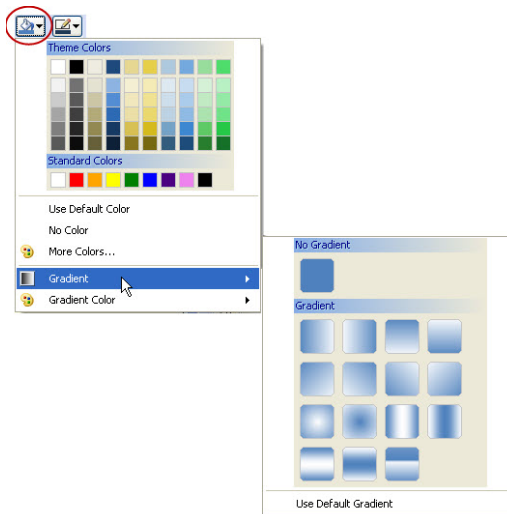 Theme Colors
Standard Colors
Use Default Color
No Color
More Colors...
Gradient
Gradient Color
No Gradient
Gradient
Use Default Gradient